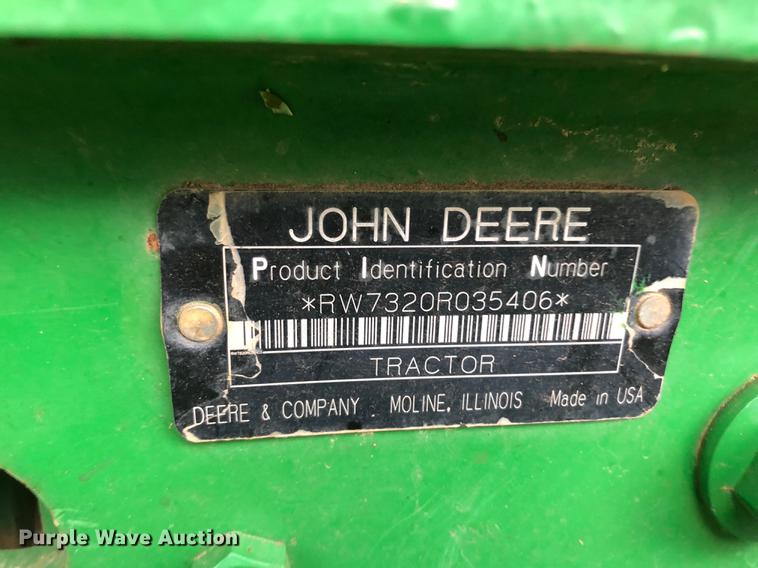 JOHN DEERE
Product Identification Number
*RW7320R035406*
TRACTOR
DEERE & COMPANY . MOLINE, ILLINOIS Made in USA
Purple Wave Auction